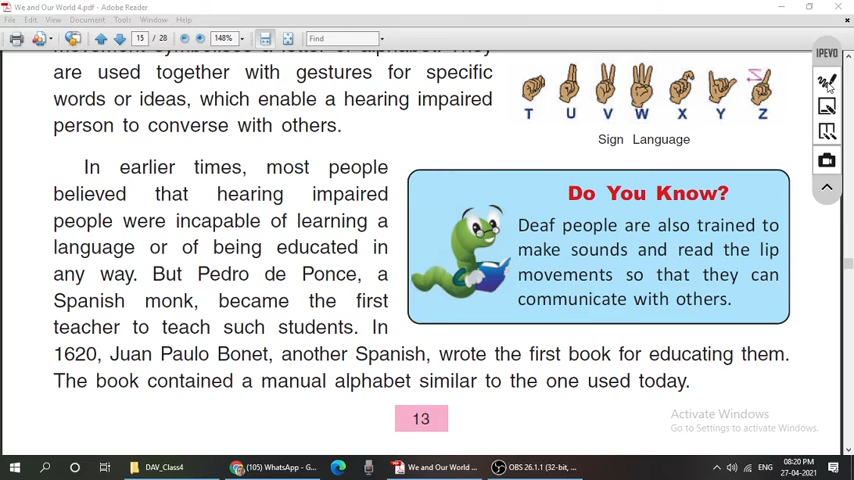 We and Our World 4.pdf - Adobe Reader
File Edit View Document Tools Window Help
15 / 28 148% Find
IPEVO
are used together with gestures for specific
words or ideas, which enable a hearing impaired
person to converse with others.
T U V W X Y Z
Sign Language
In earlier times, most people
believed that hearing impaired
people were incapable of learning a
language or of being educated in
any way. But Pedro de Ponce, a
Spanish monk, became the first
teacher to teach such students. In
1620, Juan Paulo Bonet, another Spanish, wrote the first book for educating them.
The book contained a manual alphabet similar to the one used today.
Do You Know?
Deaf people are also trained to
make sounds and read the lip
movements so that they can
communicate with others.
13
Activate Windows
Go to Settings to activate Windows.
DAV_Class4
(105) WhatsApp - G...
We and Our World ...
OBS 26.1.1 (32-bit, ...
ENG
08:20 PM
27-04-2021